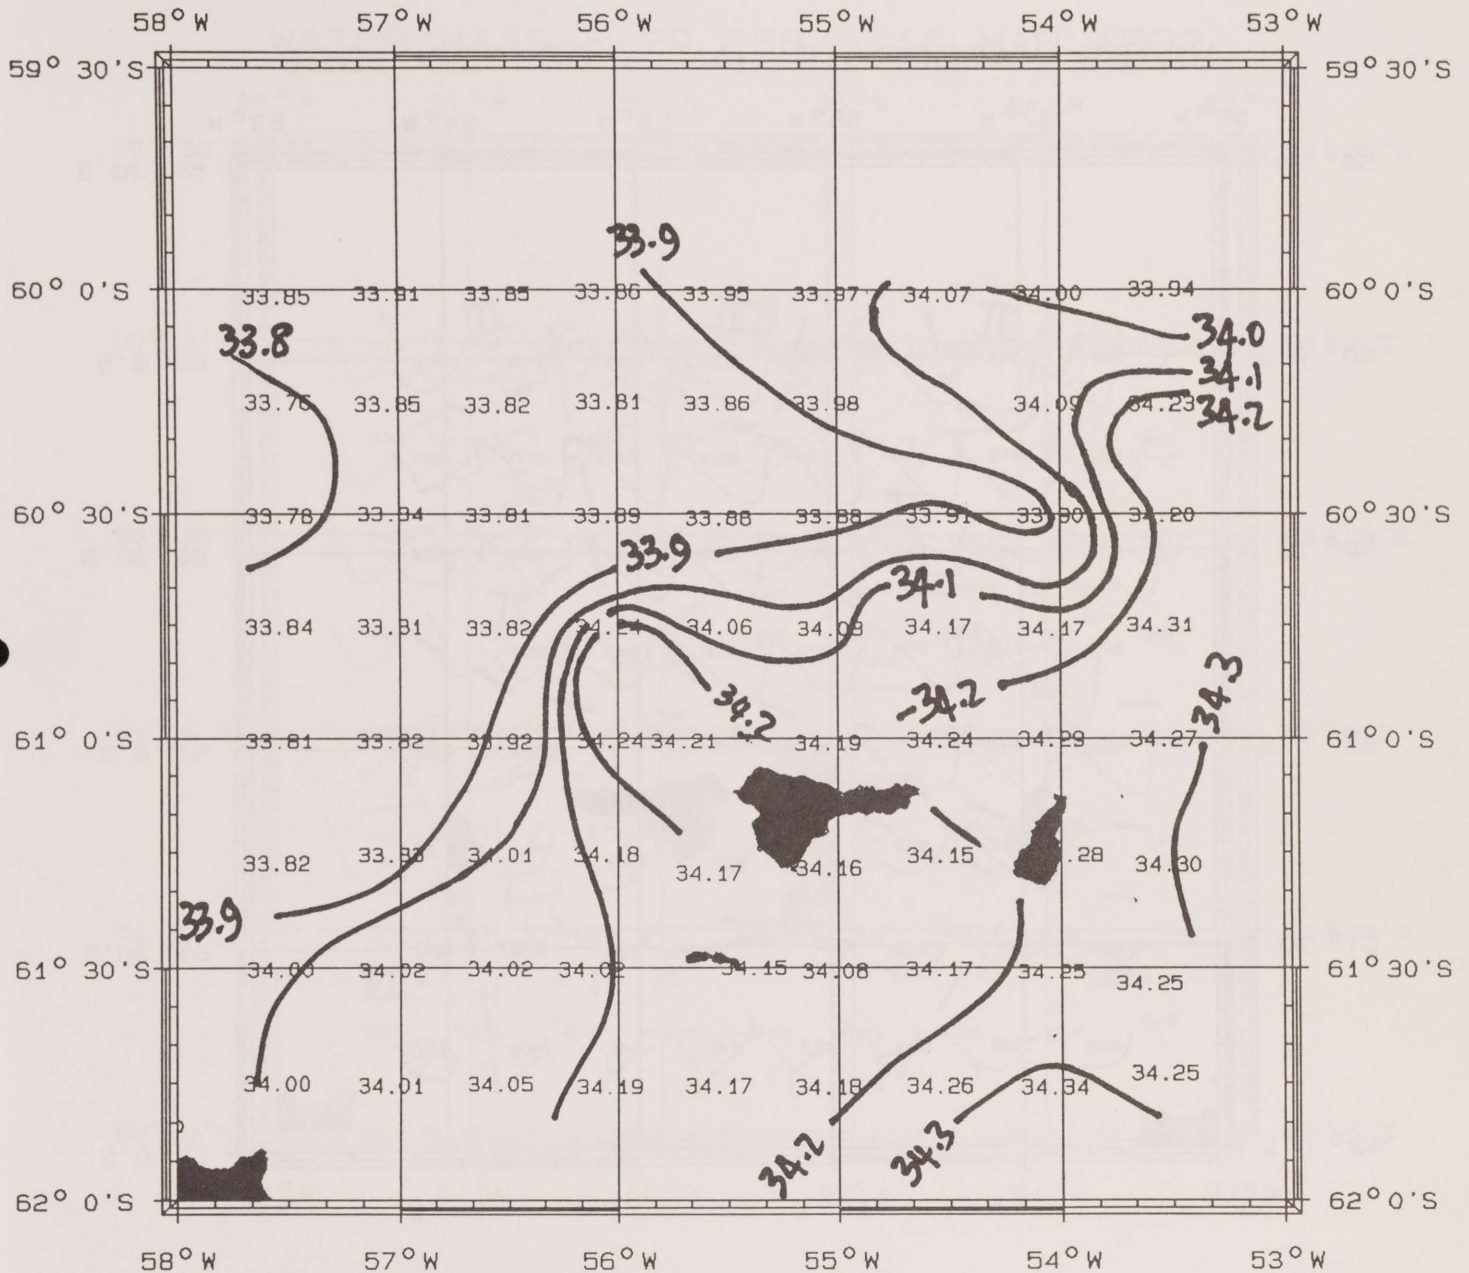 58° W 57° W 56° W 55° W 54° W 53° W
59° 30'S 59° 30'S
33.9
60° 0'S 33.85 33.91 33.85 33.86 33.95 33.97 34.07 34.00 33.94 60° 0'S
33.8 34.0
34.1
33.76 33.85 33.82 33.81 33.86 33.98 34.09 34.23 34.2
60° 30'S 33.78 33.84 33.81 33.89 33.88 33.88 33.91 33.80 34.20 60° 30'S
33.9 34.1
33.84 33.81 33.82 34.24 34.06 34.09 34.17 34.17 34.31
34.2 34.2 34.3
61° 0'S 33.81 33.82 33.92 34.24 34.21 34.19 34.24 34.29 34.27 61° 0'S
33.82 33.83 34.01 34.18 34.17 34.16 34.15 .28 34.30
33.9
61° 30'S 34.00 34.02 34.02 34.02 34.15 34.08 34.17 34.25 34.25 61° 30'S
34.00 34.01 34.05 34.19 34.17 34.18 34.26 34.34 34.25
34.2 34.3
62° 0'S 62° 0'S
58° W 57° W 56° W 55° W 54° W 53° W